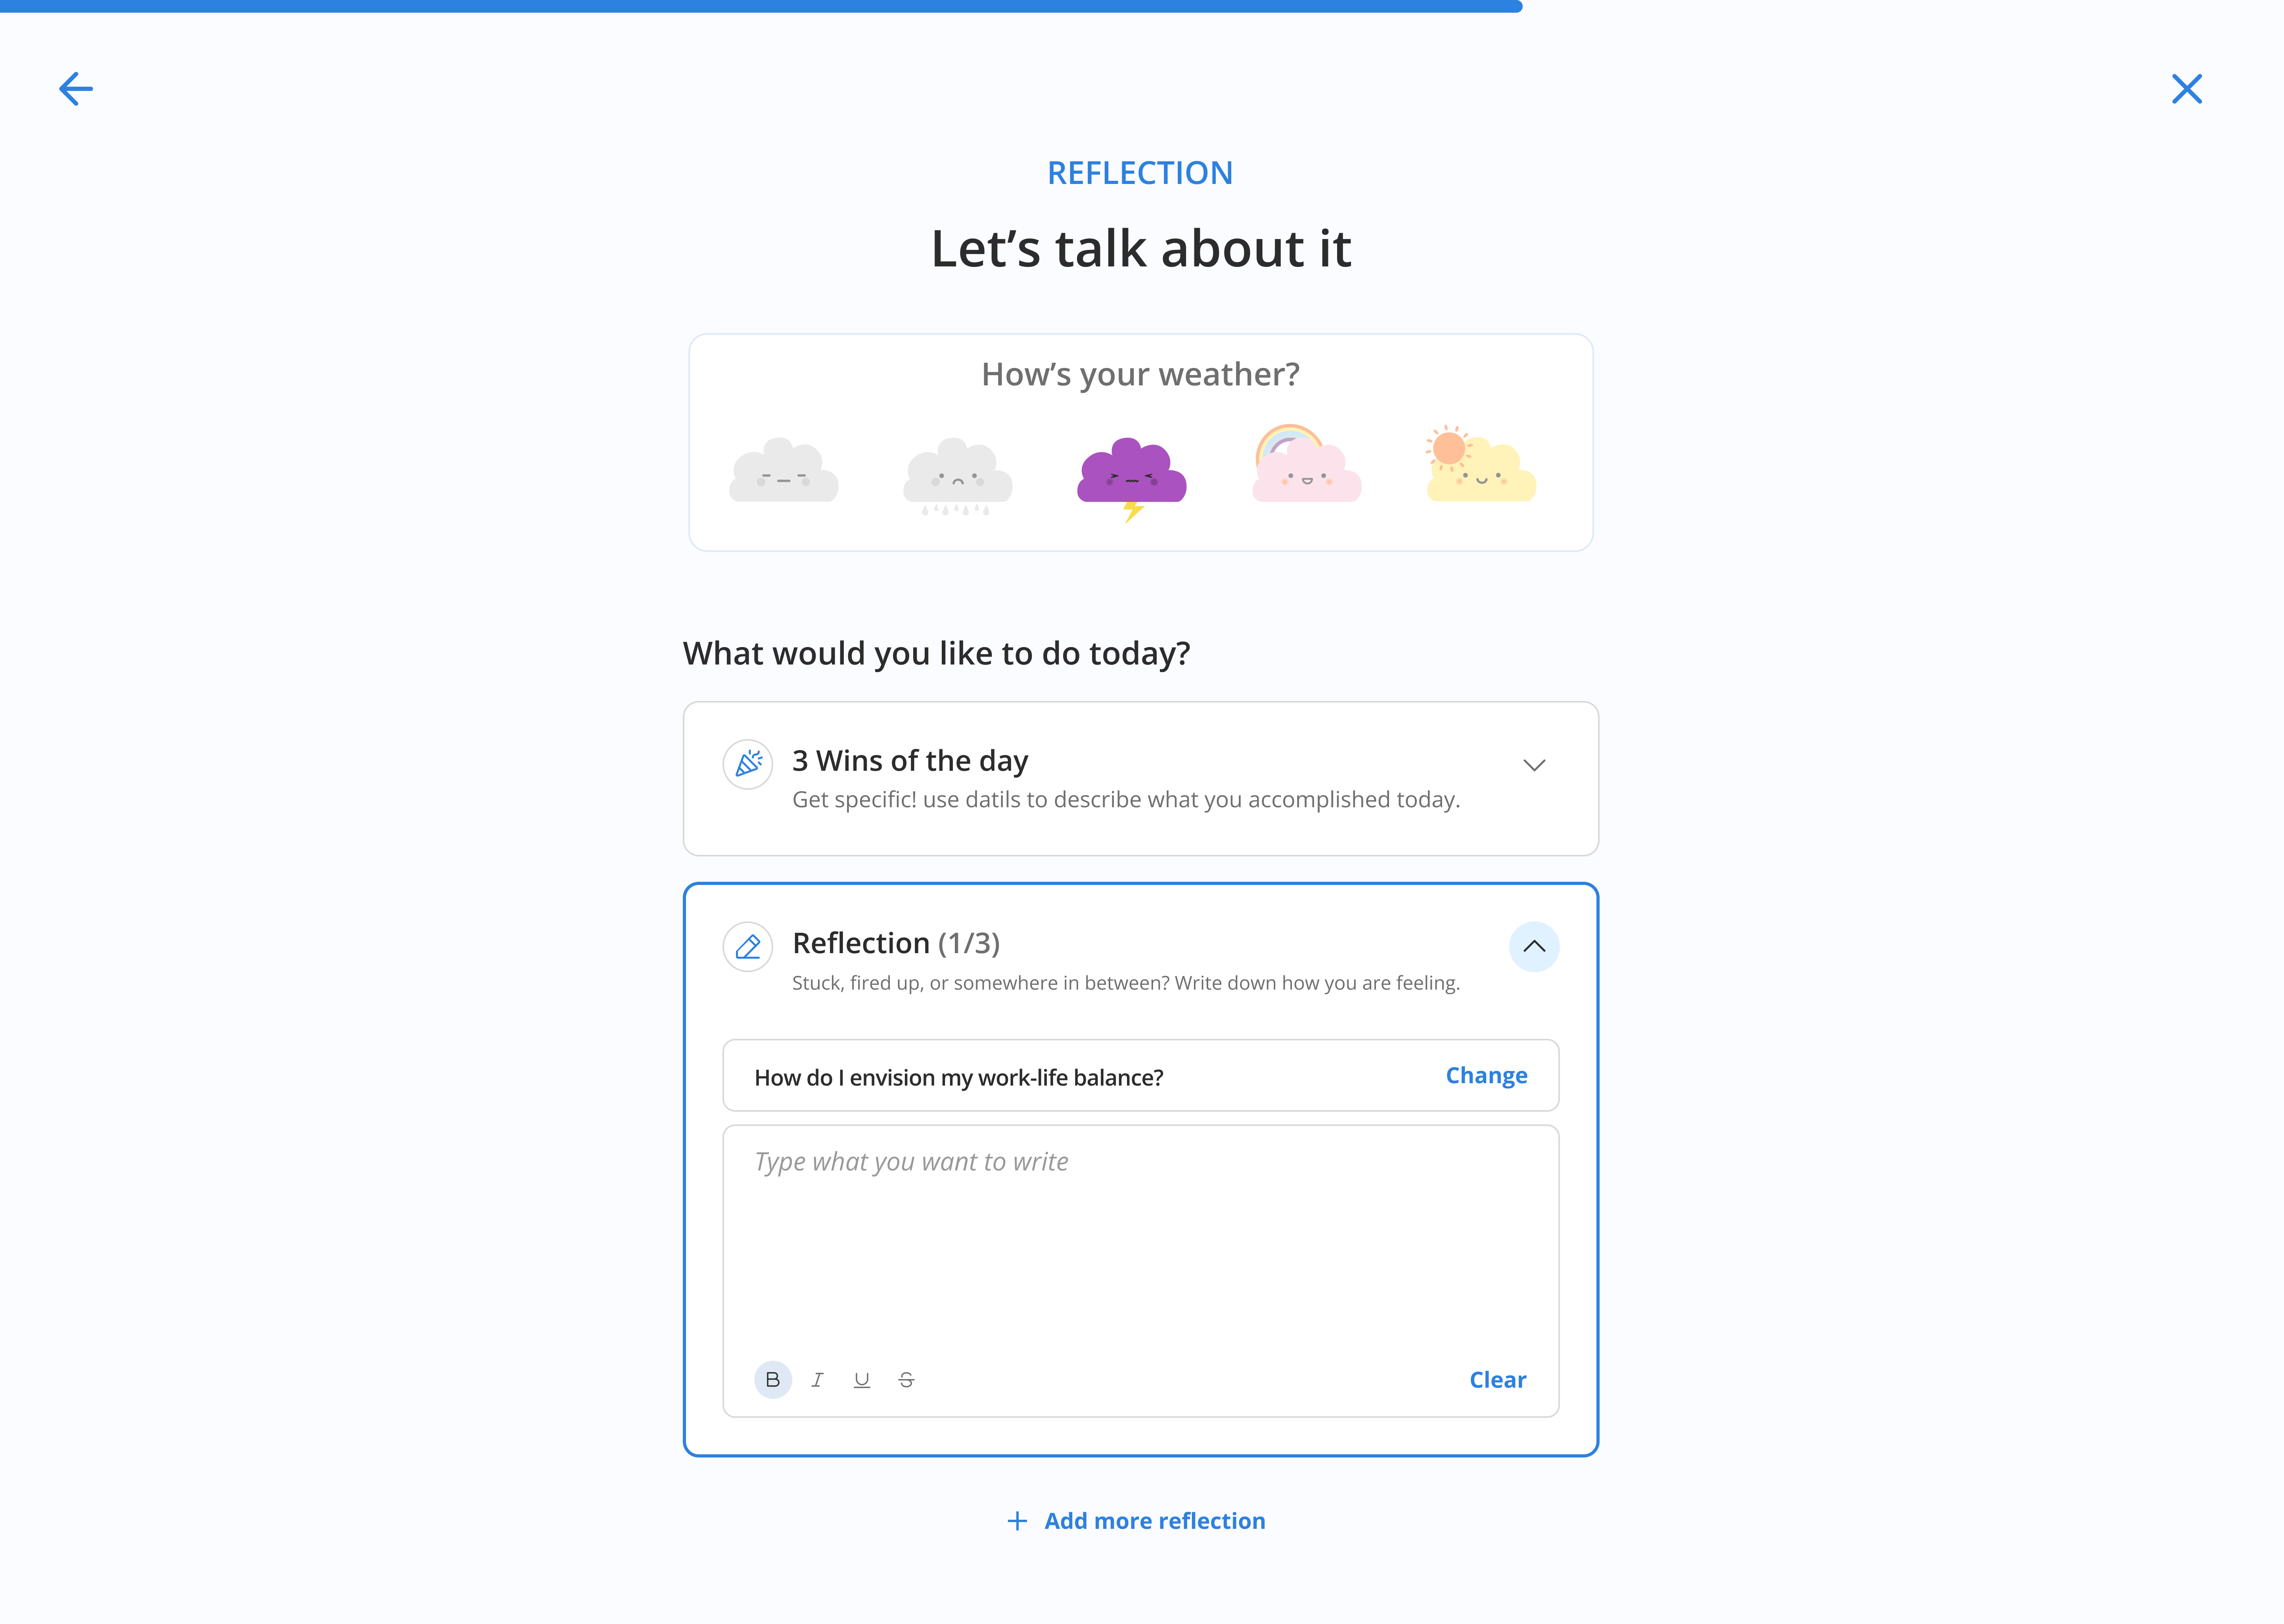 REFLECTION
Let’s talk about it
How’s your weather?
What would you like to do today?
3 Wins of the day
Get specific! use datils to describe what you accomplished today.
Reflection (1/3)
Stuck, fired up, or somewhere in between? Write down how you are feeling.
How do I envision my work-life balance? Change
Type what you want to write
B I U S Clear
+ Add more reflection